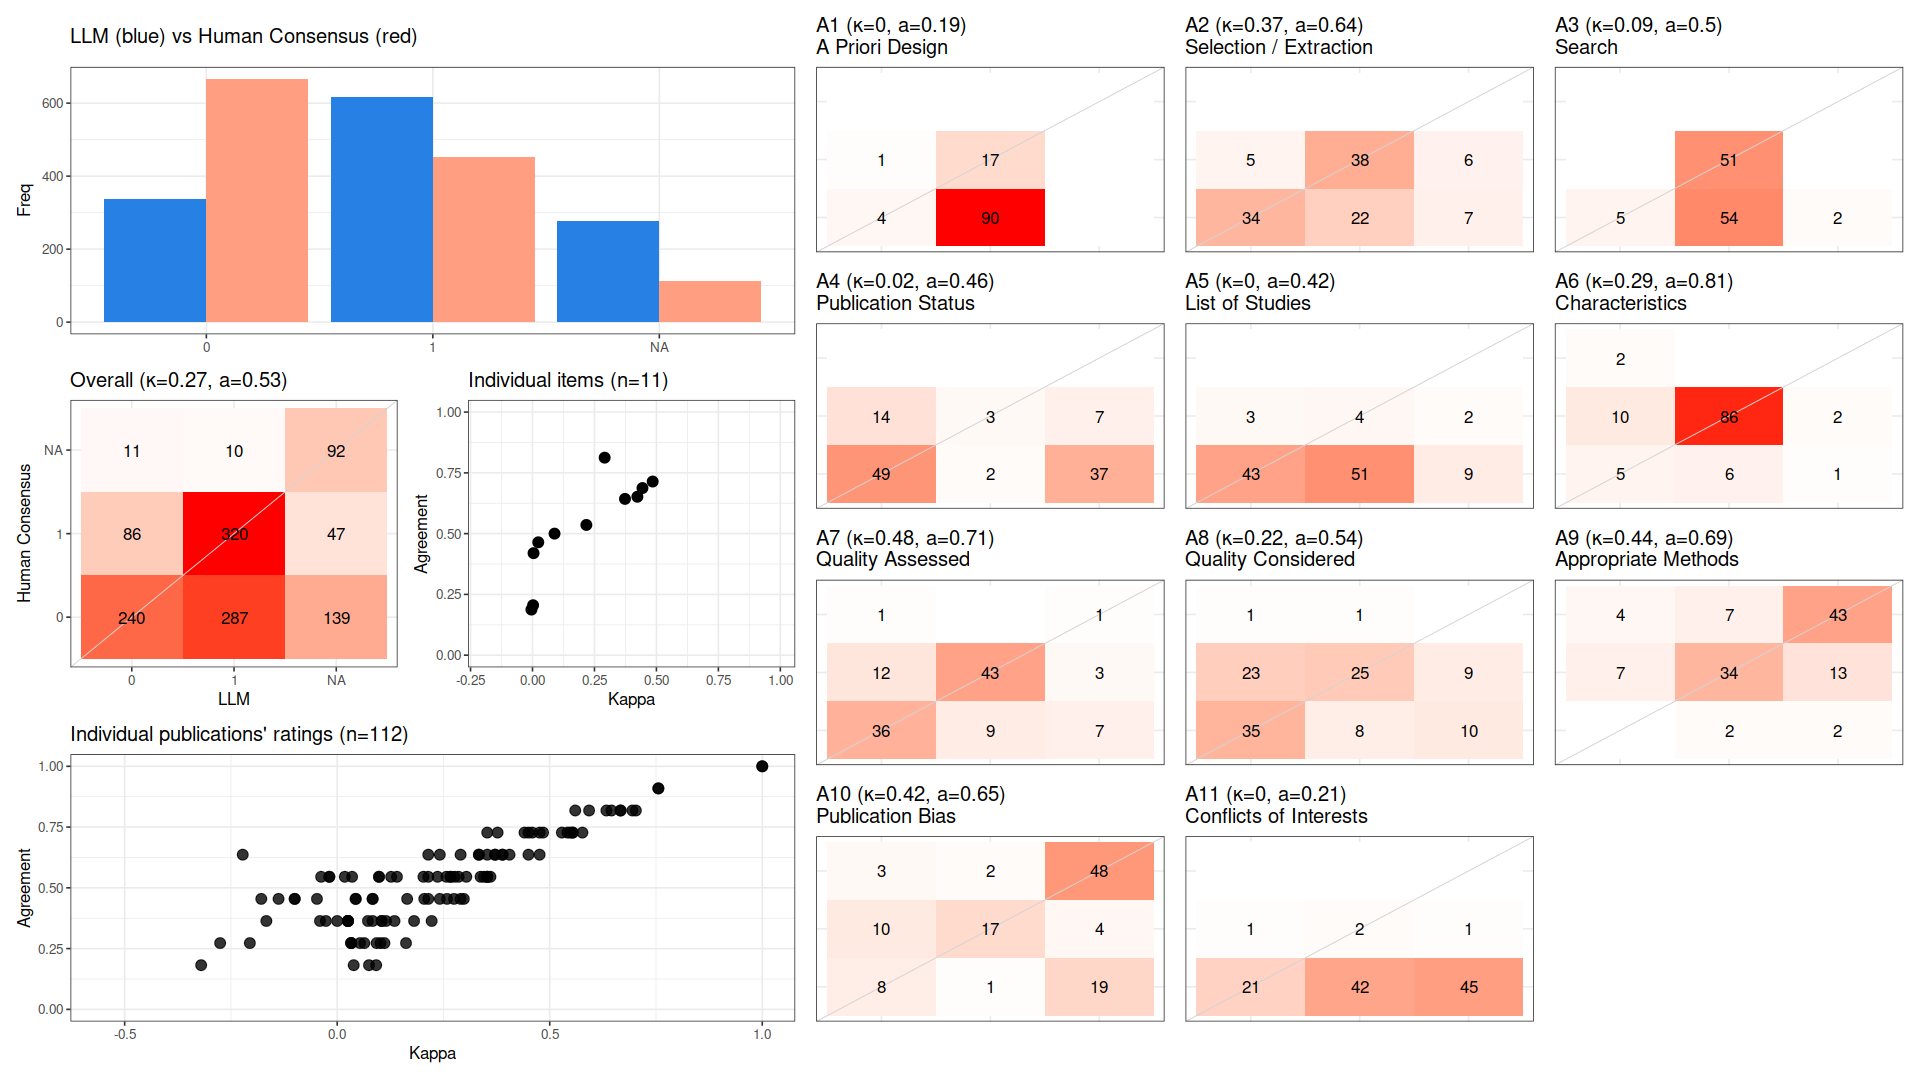 LLM (blue) vs Human Consensus (red)
Freq
600
400
200
0
0 1 NA
Overall (κ=0.27, a=0.53)
Human Consensus
NA
1
0
11 10 92
86 320 47
240 287 139
0 1 NA
LLM
Individual items (n=11)
Agreement
1.00
0.75
0.50
0.25
0.00
-0.25 0.00 0.25 0.50 0.75 1.00
Kappa
Individual publications' ratings (n=112)
Agreement
1.00
0.75
0.50
0.25
0.00
-0.5 0.0 0.5 1.0
Kappa
A1 (κ=0, a=0.19)
A Priori Design
1 17
4 90
A2 (κ=0.37, a=0.64)
Selection / Extraction
5 38 6
34 22 7
A3 (κ=0.09, a=0.5)
Search
51
5 54 2
A4 (κ=0.02, a=0.46)
Publication Status
14 3 7
49 2 37
A5 (κ=0, a=0.42)
List of Studies
3 4 2
43 51 9
A6 (κ=0.29, a=0.81)
Characteristics
2
10 86 2
5 6 1
A7 (κ=0.48, a=0.71)
Quality Assessed
1 1
12 43 3
36 9 7
A8 (κ=0.22, a=0.54)
Quality Considered
1 1
23 25 9
35 8 10
A9 (κ=0.44, a=0.69)
Appropriate Methods
4 7 43
7 34 13
2 2
A10 (κ=0.42, a=0.65)
Publication Bias
3 2 48
10 17 4
8 1 19
A11 (κ=0, a=0.21)
Conflicts of Interests
1 2 1
21 42 45